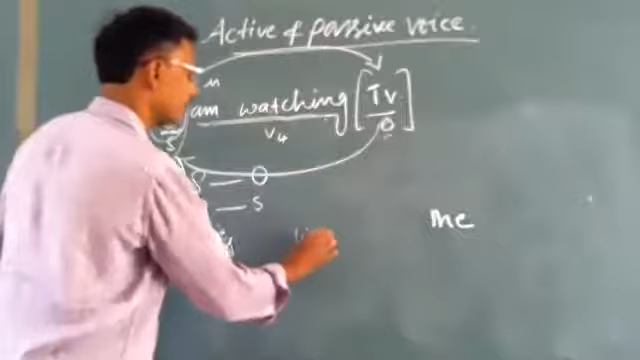 Active & passive voice
am watching [Tv]
V4 O
S — O
— S
me